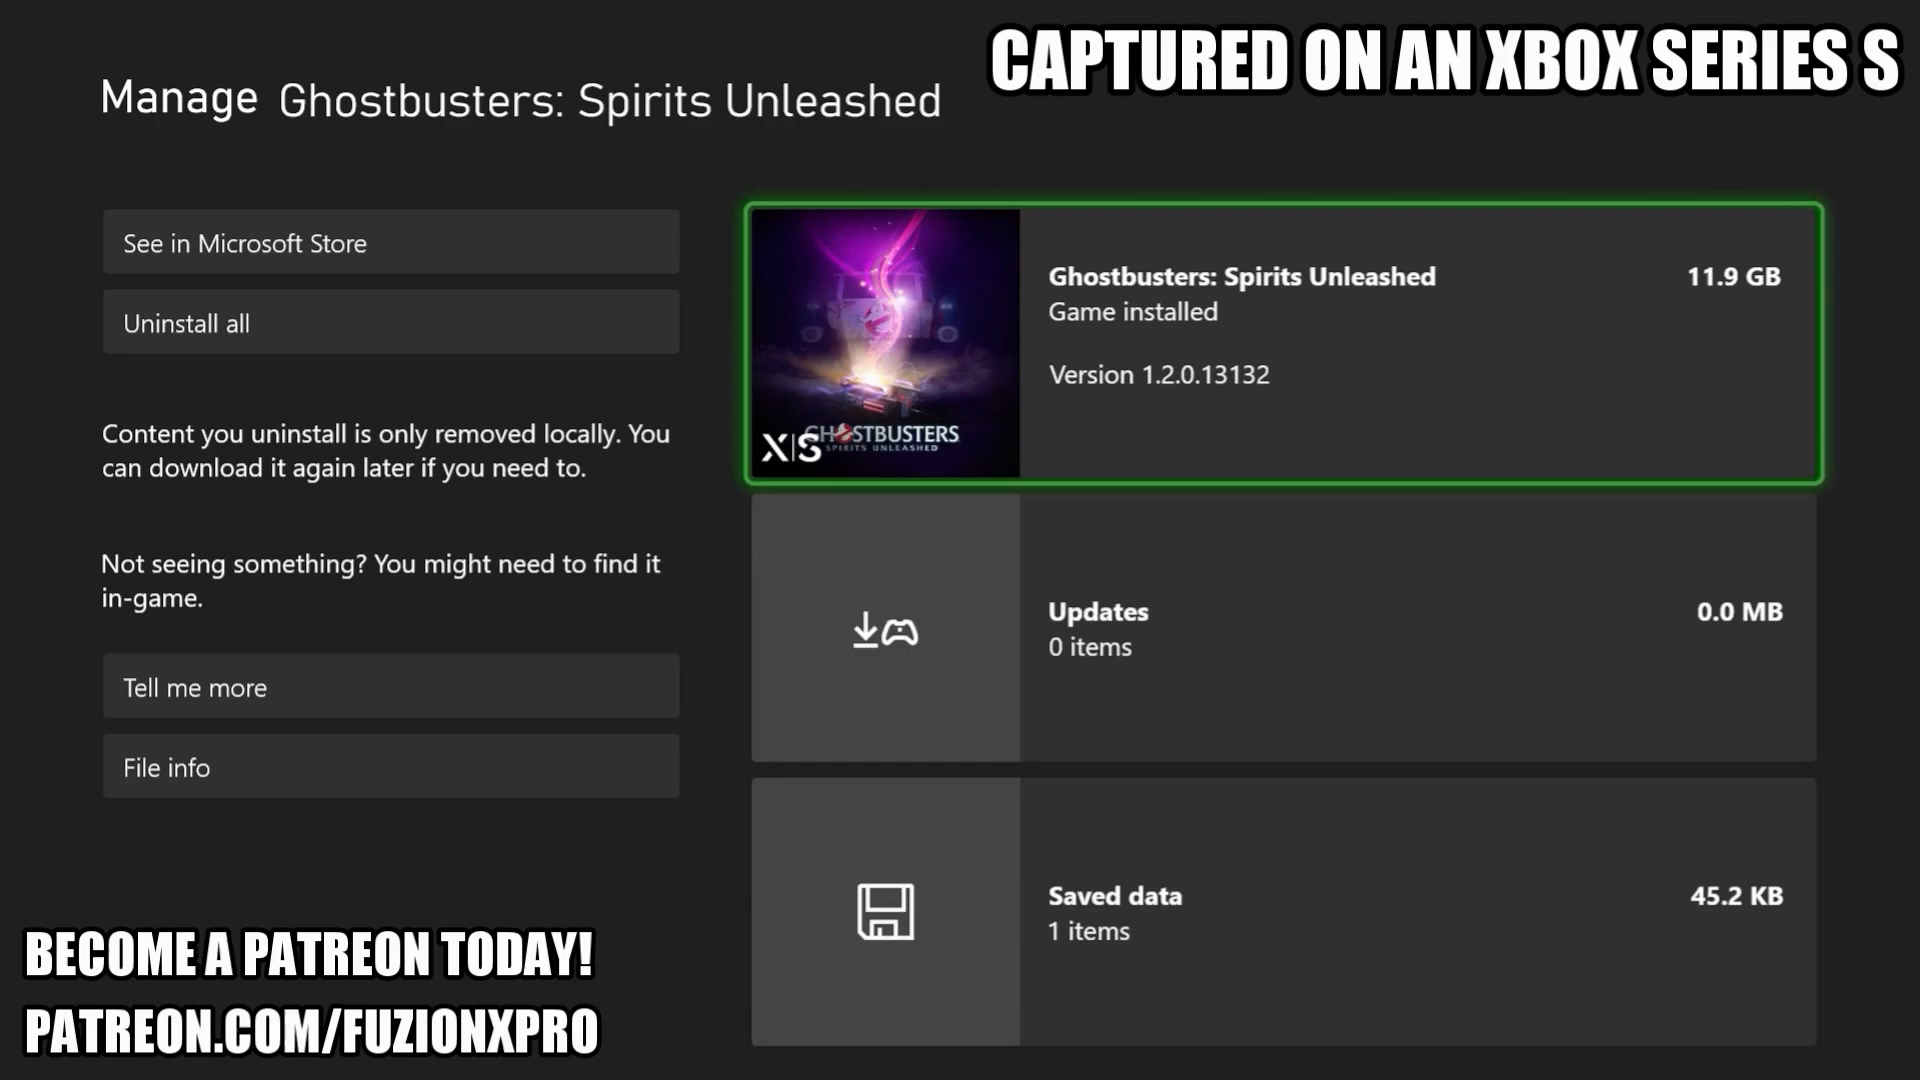 CAPTURED ON AN XBOX SERIES S
Manage Ghostbusters: Spirits Unleashed
See in Microsoft Store
Uninstall all
Content you uninstall is only removed locally. You
can download it again later if you need to.
Not seeing something? You might need to find it
in-game.
Tell me more
File info
X|S
GHOSTBUSTERS
SPIRITS UNLEASHED
Ghostbusters: Spirits Unleashed 11.9 GB
Game installed
Version 1.2.0.13132
Updates 0.0 MB
0 items
Saved data 45.2 KB
1 items
BECOME A PATREON TODAY!
PATREON.COM/FUZIONXPRO